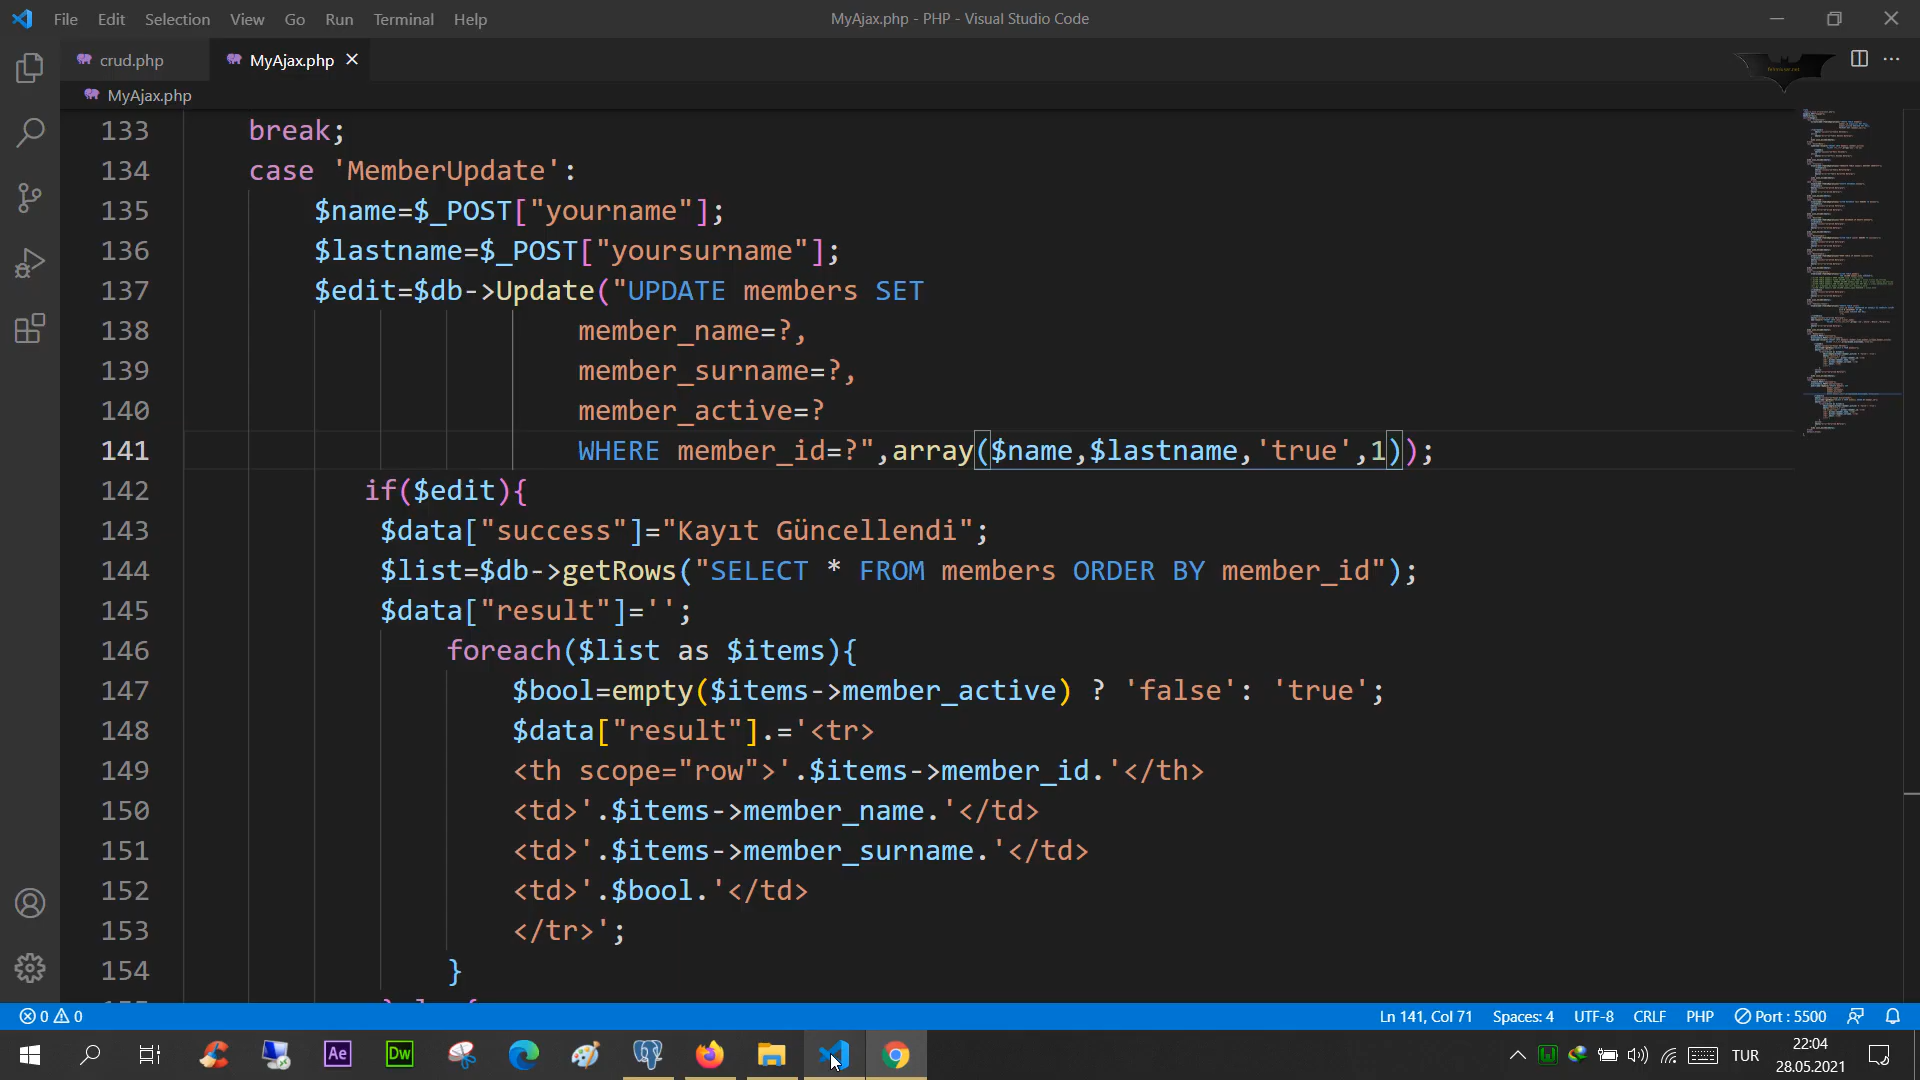 File Edit Selection View Go Run Terminal Help
MyAjax.php - PHP - Visual Studio Code
crud.php
MyAjax.php
MyAjax.php
133 break;
134 case 'MemberUpdate':
135 $name=$_POST["yourname"];
136 $lastname=$_POST["yoursurname"];
137 $edit=$db->Update("UPDATE members SET
138 member_name=?,
139 member_surname=?,
140 member_active=?
141 WHERE member_id=?",array($name,$lastname,'true',1));
142 if($edit){
143 $data["success"]="Kayıt Güncellendi";
144 $list=$db->getRows("SELECT * FROM members ORDER BY member_id");
145 $data["result"]='';
146 foreach($list as $items){
147 $bool=empty($items->member_active) ? 'false': 'true';
148 $data["result"].='<tr>
149 <th scope="row">'.$items->member_id.'</th>
150 <td>'.$items->member_name.'</td>
151 <td>'.$items->member_surname.'</td>
152 <td>'.$bool.'</td>
153 </tr>';
154 }
0 0
Ln 141, Col 71 Spaces: 4 UTF-8 CRLF PHP Port : 5500
Ae Dw
TUR
22:04
28.05.2021